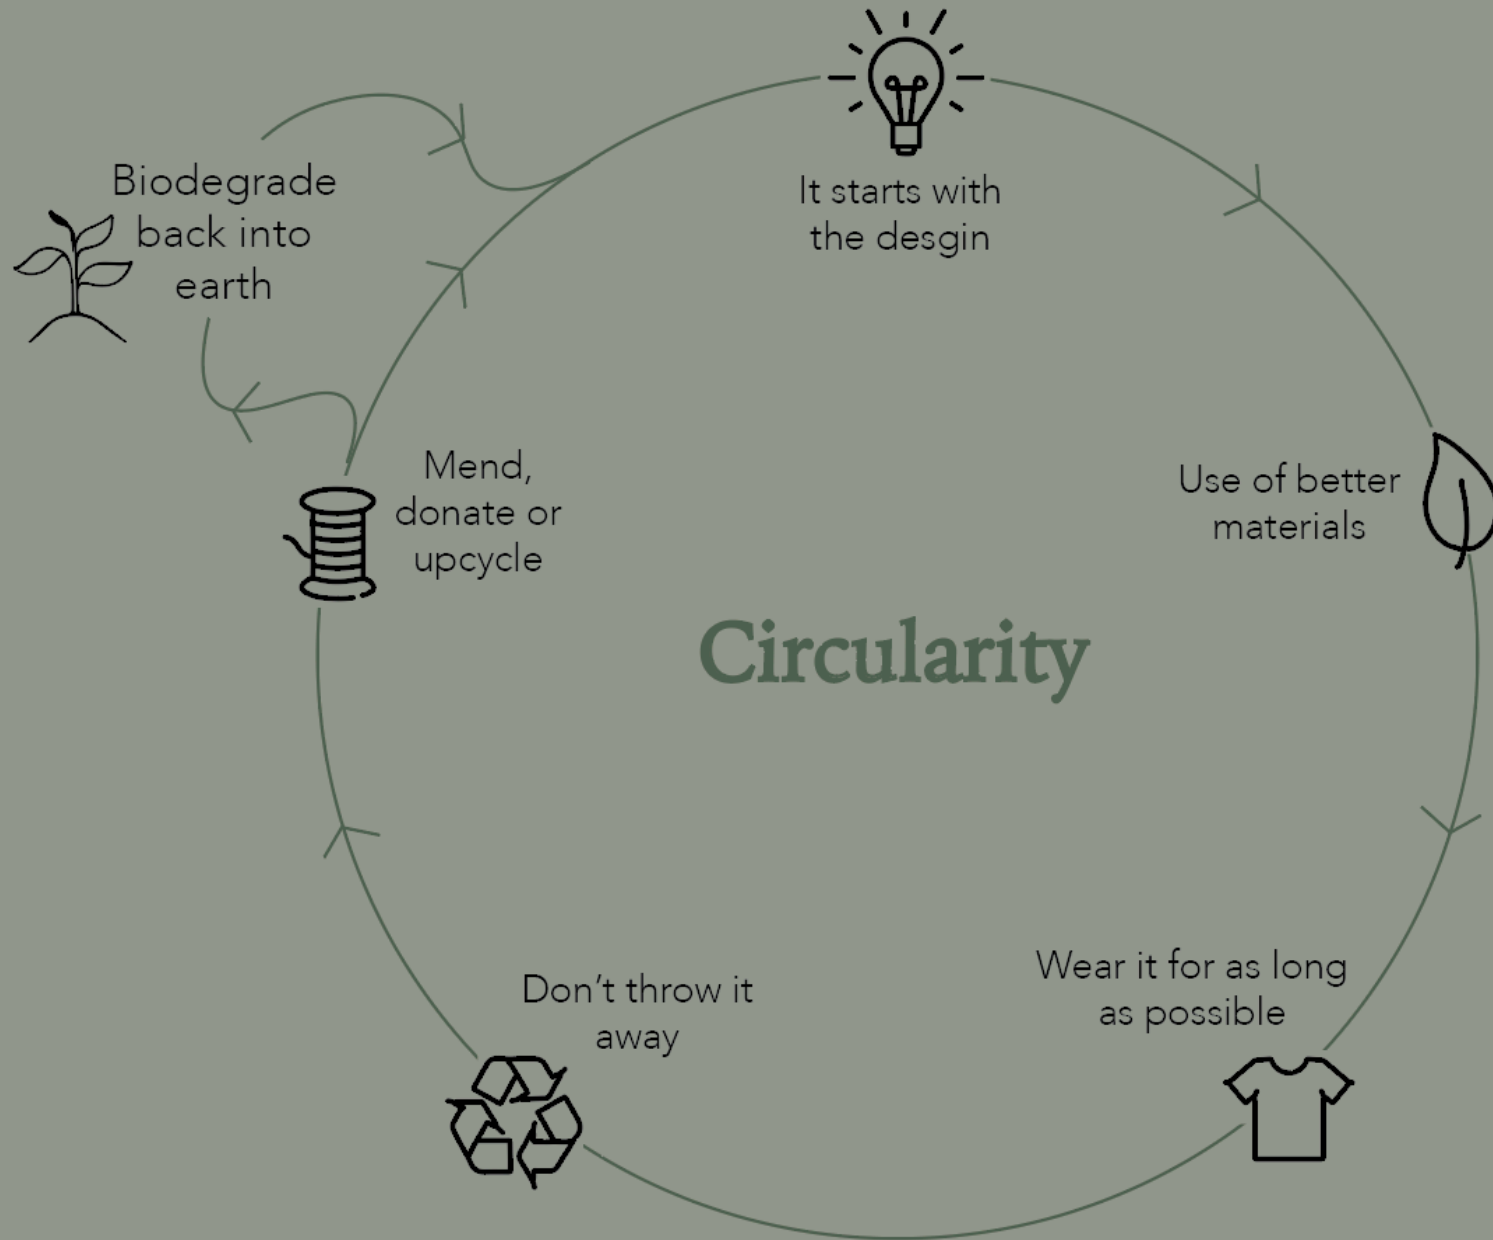 It starts with
the desgin
Use of better
materials
Wear it for as long
as possible
Don't throw it
away
Mend,
donate or
upcycle
Biodegrade
back into
earth
Circularity